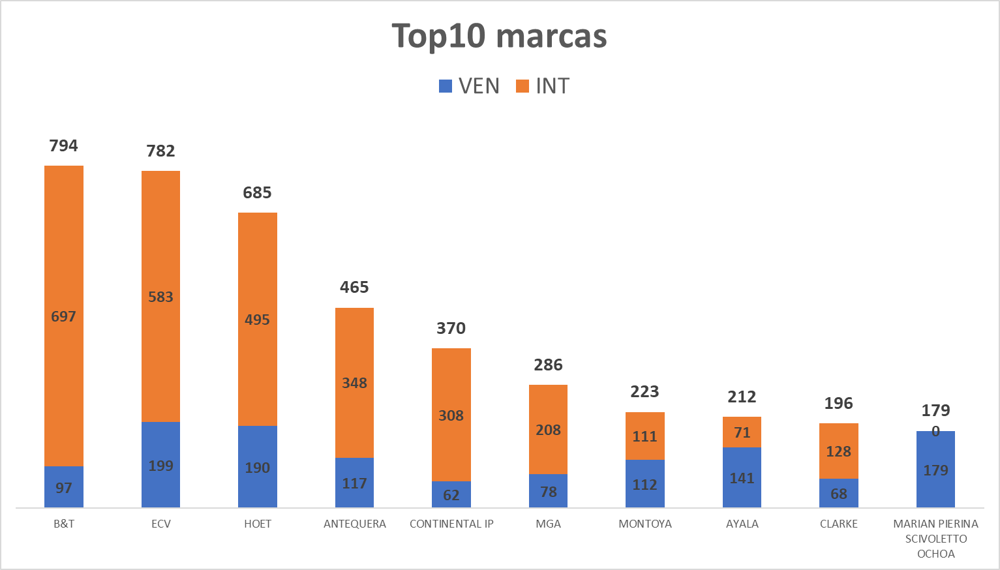 Top10 marcas
VEN INT
794 782 685 465 370 286 223 212 196 179
697 583 495 348 308 208 111 71 128 0
97 199 190 117 62 78 112 141 68 179
B&T ECV HOET ANTEQUERA CONTINENTAL IP MGA MONTOYA AYALA CLARKE MARIAN PIERINA
SCIVOLETTO
OCHOA